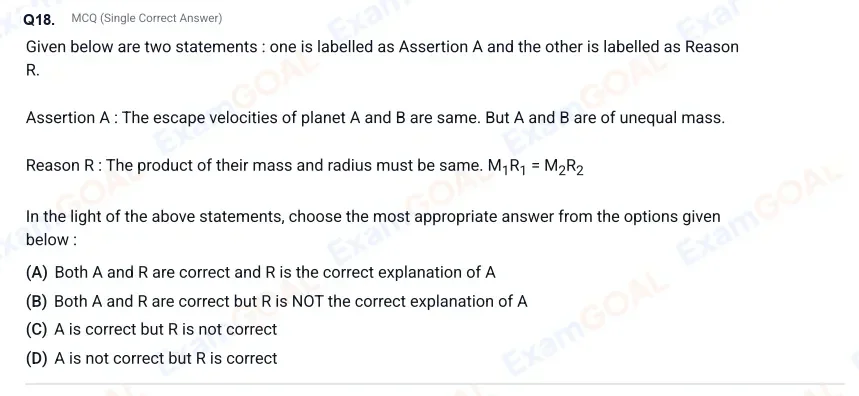 Q18. MCQ (Single Correct Answer)
Given below are two statements : one is labelled as Assertion A and the other is labelled as Reason
R.
Assertion A : The escape velocities of planet A and B are same. But A and B are of unequal mass.
Reason R : The product of their mass and radius must be same. M₁R₁ = M₂R₂
In the light of the above statements, choose the most appropriate answer from the options given
below :
(A) Both A and R are correct and R is the correct explanation of A
(B) Both A and R are correct but R is NOT the correct explanation of A
(C) A is correct but R is not correct
(D) A is not correct but R is correct